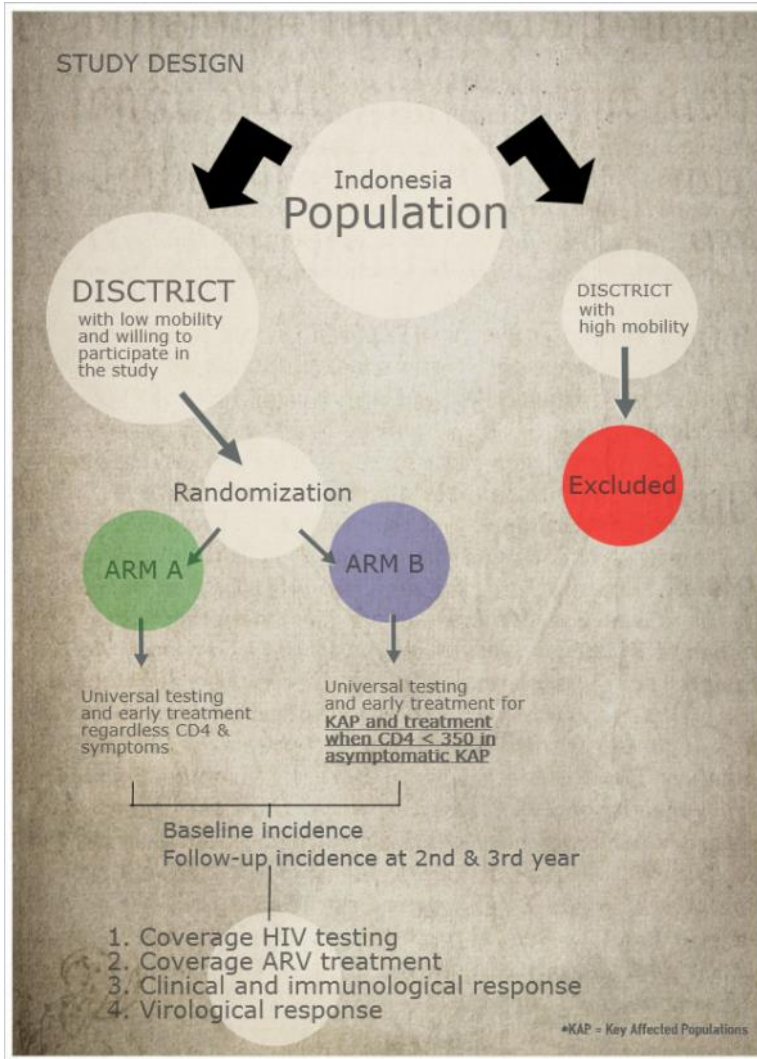 STUDY DESIGN
Indonesia
Population
DISCTRICT
with low mobility
and willing to
participate in
the study
DISCTRICT
with
high mobility
Randomization
Excluded
ARM A
ARM B
Universal testing
and early treatment
regardless CD4 &
symptoms
Universal testing
and early treatment for
KAP and treatment
when CD4 < 350 in
asymptomatic KAP
Baseline incidence
Follow-up incidence at 2nd & 3rd year
1. Coverage HIV testing
2. Coverage ARV treatment
3. Clinical and immunological response
4. Virological response
*KAP = Key Affected Populations